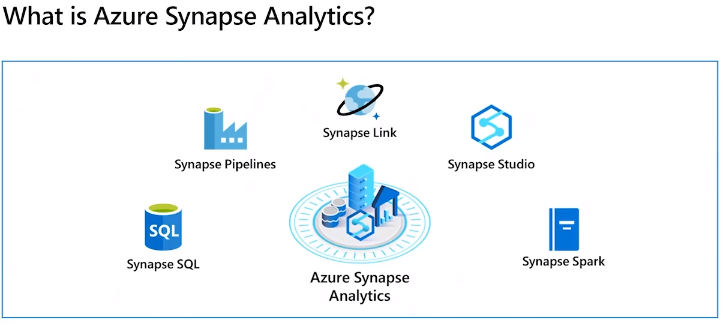 What is Azure Synapse Analytics?
Synapse Link
Synapse Pipelines
Synapse Studio
SQL
Synapse SQL
Synapse Spark
Azure Synapse
Analytics